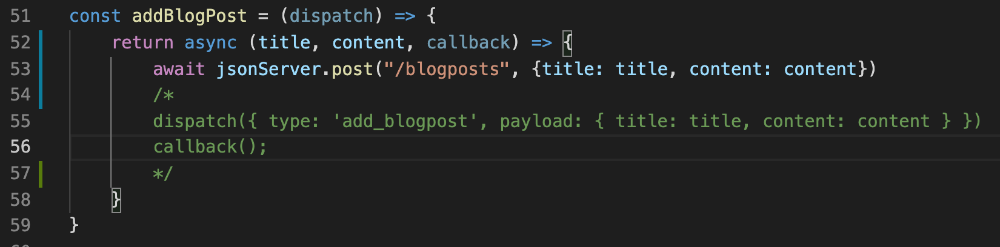 51 const addBlogPost = (dispatch) => {
52 return async (title, content, callback) => {
53 await jsonServer.post("/blogposts", {title: title, content: content})
54 /*
55 dispatch({ type: 'add_blogpost', payload: { title: title, content: content } })
56 callback();
57 */
58 }
59 }